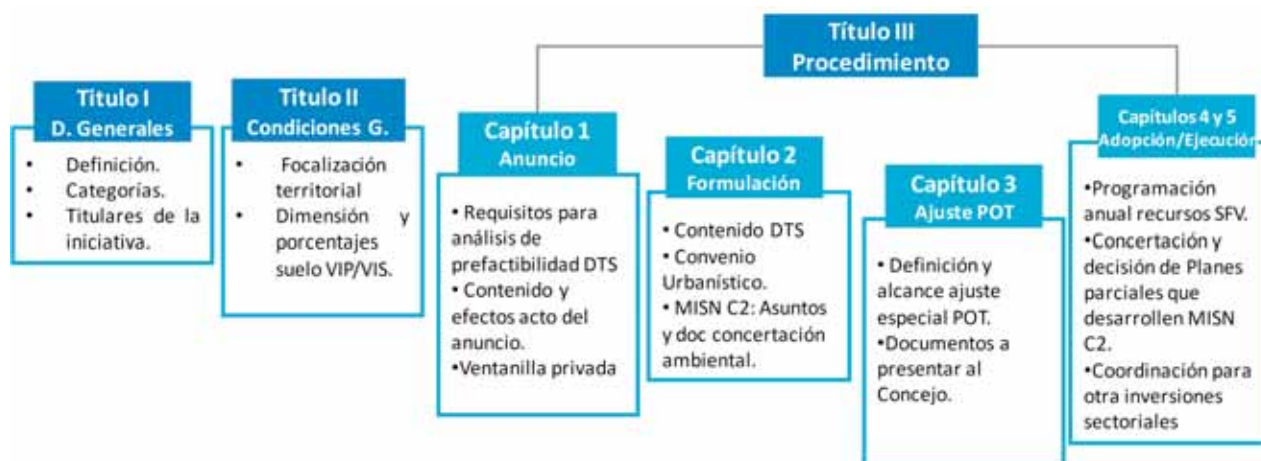 Título III
Procedimiento
Título I
D. Generales
• Definición.
• Categorías.
• Titulares de la
iniciativa.
Título II
Condiciones G.
• Focalización
territorial
• Dimensión y
porcentajes
suelo VIP/VIS.
Capítulo 1
Anuncio
• Requisitos para
análisis de
prefactibilidad DTS
• Contenido y
efectos acto del
anuncio.
•Ventanilla privada
Capítulo 2
Formulación
• Contenido DTS
• Convenio
Urbanístico.
• MISN C2: Asuntos
y doc concertación
ambiental.
Capítulo 3
Ajuste POT
• Definición y
alcance ajuste
especial POT.
•Documentos a
presentar al
Concejo.
Capítulos 4 y 5
Adopción/Ejecución
•Programación
anual recursos SFV.
•Concertación y
decisión de Planes
parciales que
desarrollen MISN
C2.
•Coordinación para
otra inversiones
sectoriales